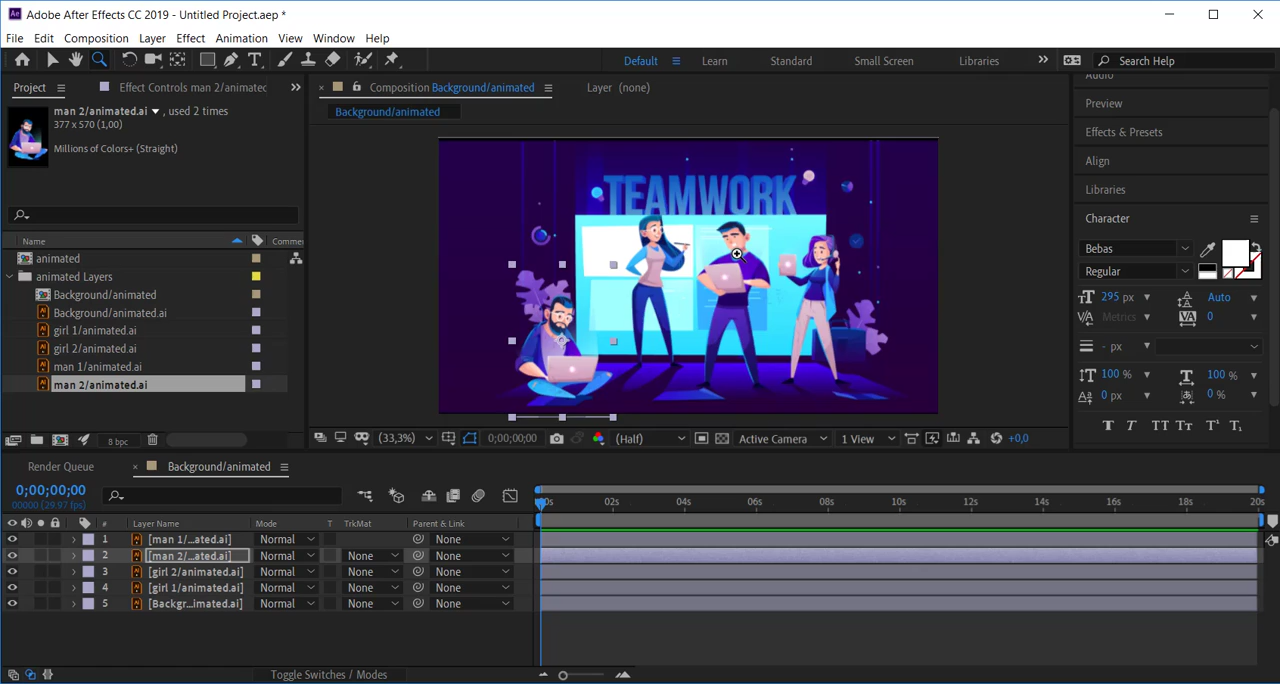 Adobe After Effects CC 2019 - Untitled Project.aep *
File Edit Composition Layer Effect Animation View Window Help
Default Learn Standard Small Screen Libraries Search Help
Project Effect Controls man 2/animatec
man 2/animated.ai , used 2 times
377 x 570 (1,00)
Millions of Colors+ (Straight)
Name Comme
animated
animated Layers
Background/animated
Background/animated.ai
girl 1/animated.ai
girl 2/animated.ai
man 1/animated.ai
man 2/animated.ai
8 bpc
Composition Background/animated Layer (none)
Background/animated
TEAMWORK
(33,3%) 0;00;00;00 (Half) Active Camera 1 View +0,0
Audio
Preview
Effects & Presets
Align
Libraries
Character
Bebas
Regular
295 px Auto
Metrics 0
- px
100 % 100 %
0 px 0 %
T T TT Tт T¹ T₁
Render Queue Background/animated
0;00;00;00
00000 (29.97 fps)
00s 02s 04s 06s 08s 10s 12s 14s 16s 18s 20s
# Layer Name Mode T TrkMat Parent & Link
1 [man 1/...ated.ai] Normal None
2 [man 2/...ated.ai] Normal None None
3 [girl 2/animated.ai] Normal None None
4 [girl 1/animated.ai] Normal None None
5 [Backgr...imated.ai] Normal None None
Toggle Switches / Modes